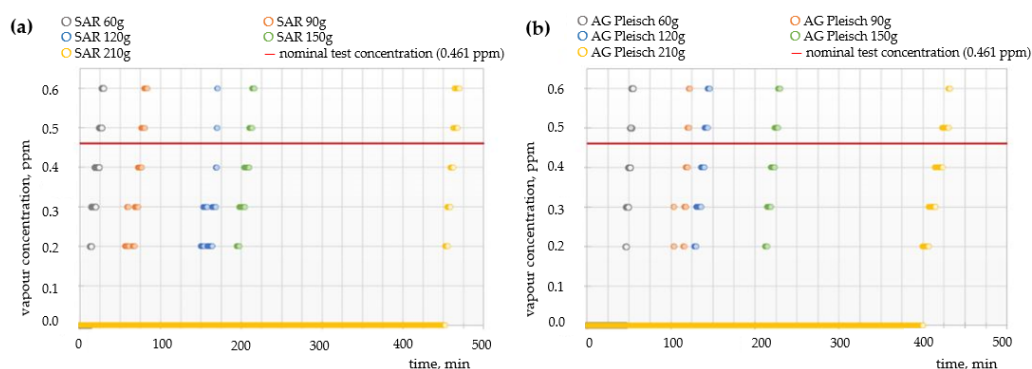 (a)
SAR 60g
SAR 90g
SAR 120g
SAR 150g
SAR 210g
nominal test concentration (0.461 ppm)
vapour concentration, ppm
0.6
0.5
0.4
0.3
0.2
0.1
0.0
0 100 200 300 400 500
time, min
(b)
AG Pleisch 60g
AG Pleisch 90g
AG Pleisch 120g
AG Pleisch 150g
AG Pleisch 210g
nominal test concentration (0.461 ppm)
vapour concentration, ppm
0.6
0.5
0.4
0.3
0.2
0.1
0.0
0 100 200 300 400 500
time, min